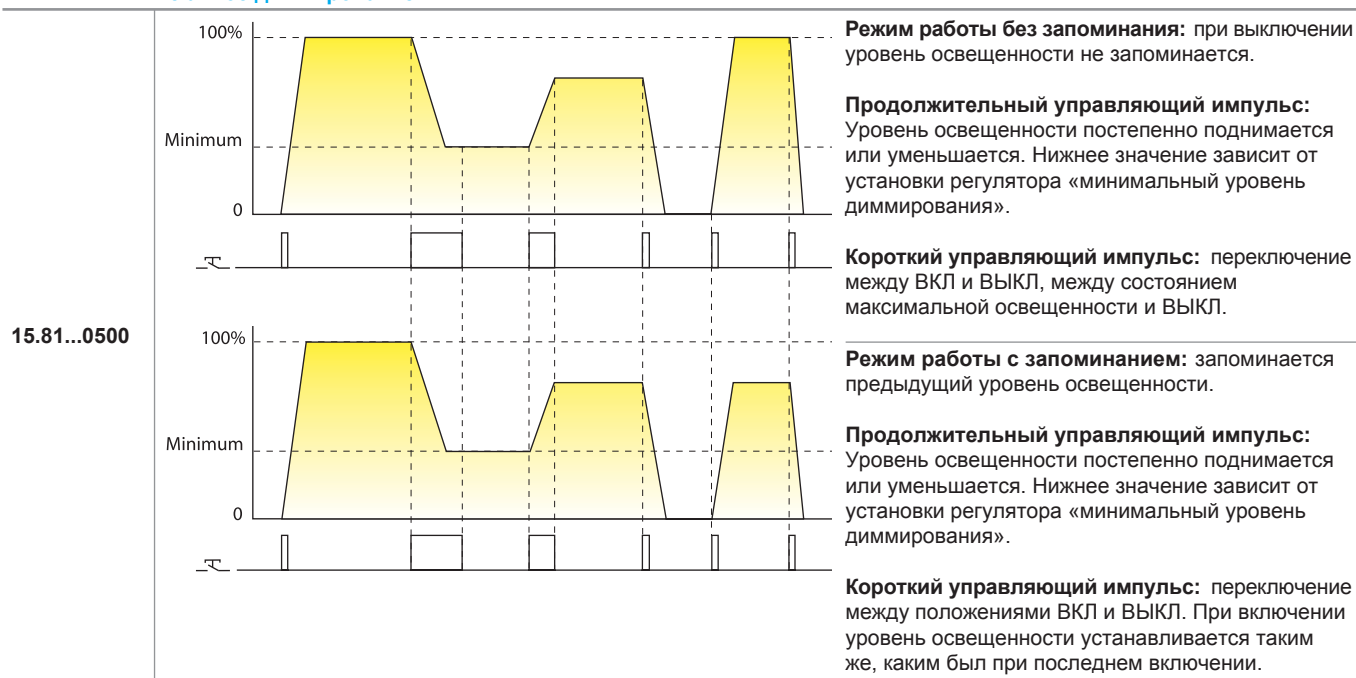 100%
Minimum
0
15.81...0500
100%
Minimum
0
Режим работы без запоминания: при выключении
уровень освещенности не запоминается.
Продолжительный управляющий импульс:
Уровень освещенности постепенно поднимается
или уменьшается. Нижнее значение зависит от
установки регулятора «минимальный уровень
диммирования».
Короткий управляющий импульс: переключение
между ВКЛ и ВЫКЛ, между состоянием
максимальной освещенности и ВЫКЛ.
Режим работы с запоминанием: запоминается
предыдущий уровень освещенности.
Продолжительный управляющий импульс:
Уровень освещенности постепенно поднимается
или уменьшается. Нижнее значение зависит от
установки регулятора «минимальный уровень
диммирования».
Короткий управляющий импульс: переключение
между положениями ВКЛ и ВЫКЛ. При включении
уровень освещенности устанавливается таким
же, каким был при последнем включении.